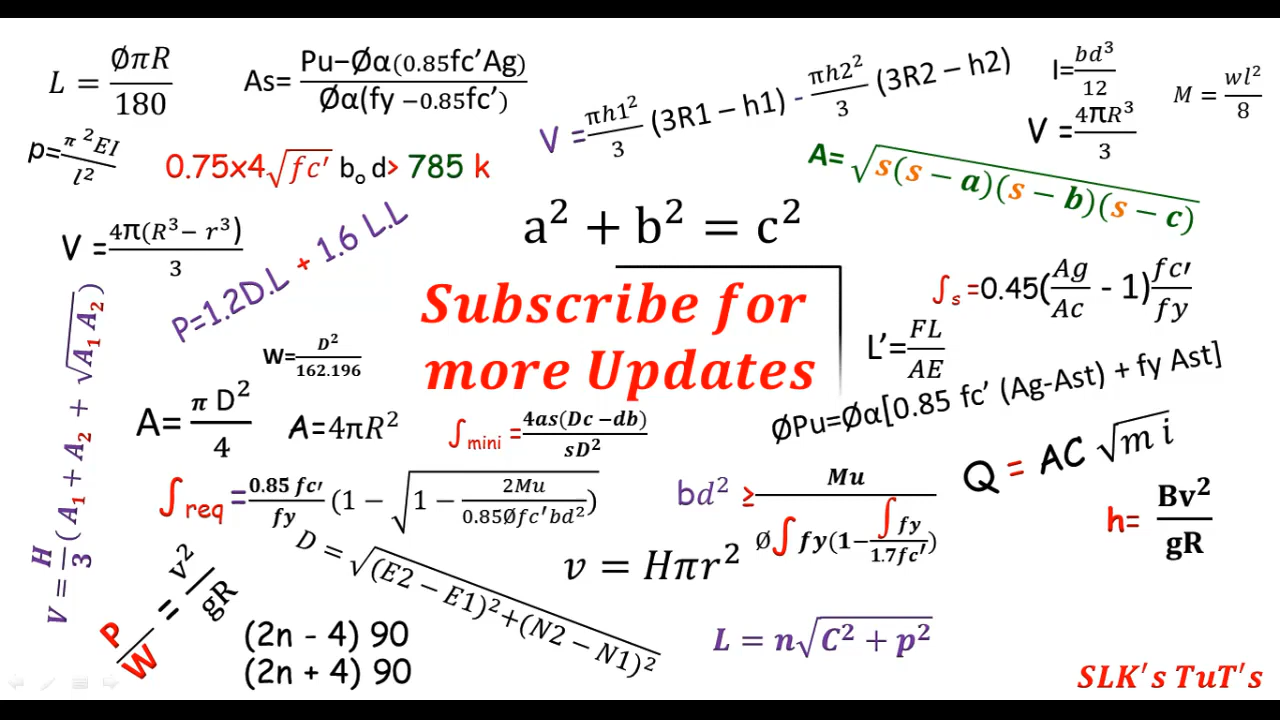 L = ØπR/180
As= Pu−Øα(0.85fc′Ag)/Øα(fy −0.85fc′)
V = πh1²/3 (3R1 − h1) - πh2²/3 (3R2 − h2)
I= bd³/12
M = wl²/8
p= π²EI/l²
0.75x4√fc′ bₒ d> 785 k
V = 4πR³/3
A= √s(s − a)(s − b)(s − c)
V = 4π(R³− r³)/3
P=1.2D.L + 1.6 L.L
a² + b² = c²
Subscribe for
more Updates
∫s =0.45(Ag/Ac - 1)fc′/fy
L’= FL/AE
W= D²/162.196
V = H/3 (A₁ + A₂ + √A₁ A₂)
A= π D²/4
A=4πR²
∫mini = 4as(Dc −db)/sD²
ØPu=Øα[0.85 fc’ (Ag-Ast) + fy Ast]
Q = AC √m i
∫req = 0.85 fc′/fy (1 − √1 − 2Mu/0.85Øfc′bd²)
bd² ≥ Mu/Ø∫fy(1−∫fy/1.7fc′)
h= Bv²/gR
D = √(E2 − E1)²+(N2 − N1)²
v = Hπr²
P/W = v²/gR
(2n - 4) 90
(2n + 4) 90
L = n√C² + p²
SLK′s TuT′s